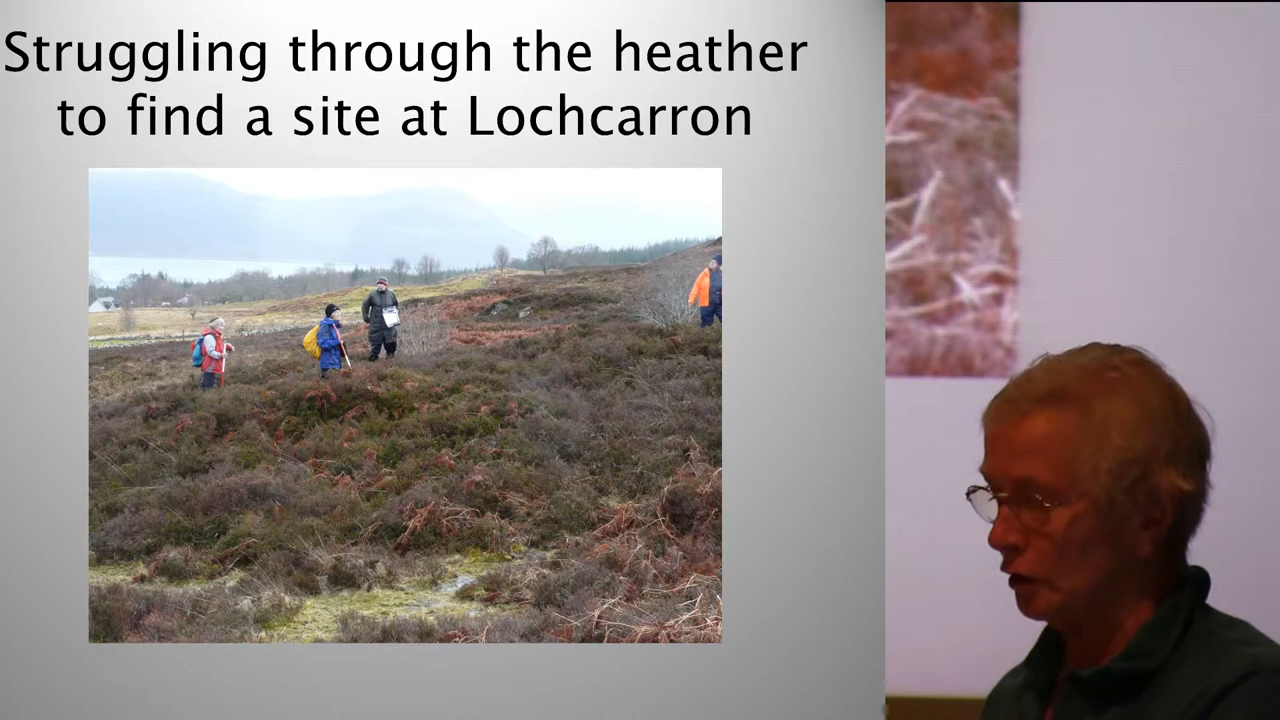 Struggling through the heather
to find a site at Lochcarron